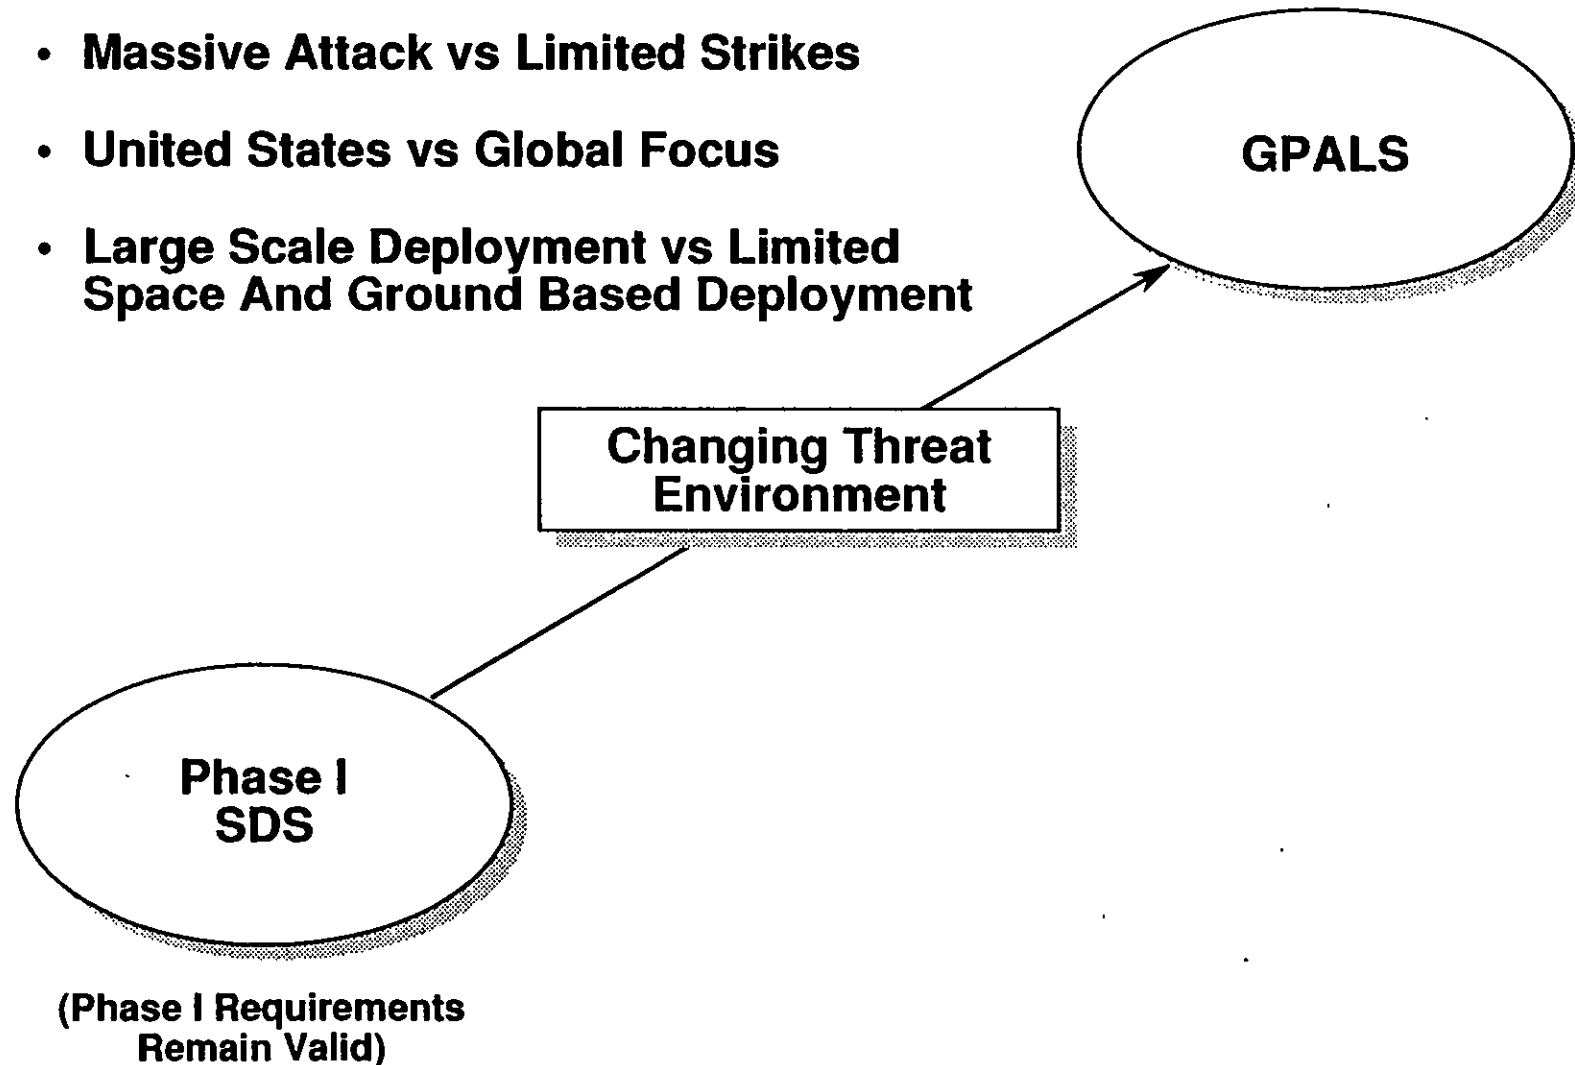 • Massive Attack vs Limited Strikes
• United States vs Global Focus
• Large Scale Deployment vs Limited
Space And Ground Based Deployment
GPALS
Changing Threat
Environment
Phase I
SDS
(Phase I Requirements
Remain Valid)